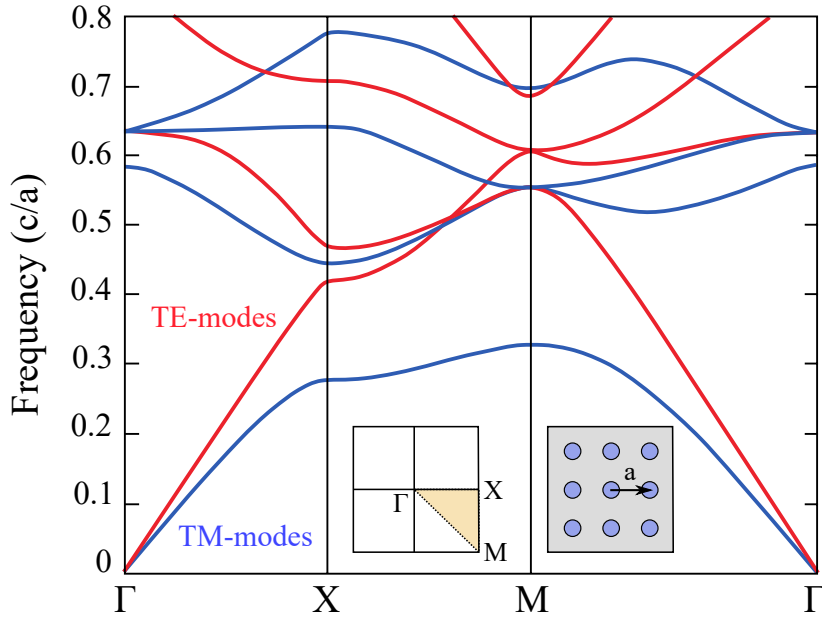 Frequency (c/a)
0.8
0.7
0.6
0.5
0.4
0.3
0.2
0.1
0
TE-modes
TM-modes
Γ
X
M
a
Γ
X
M
Γ